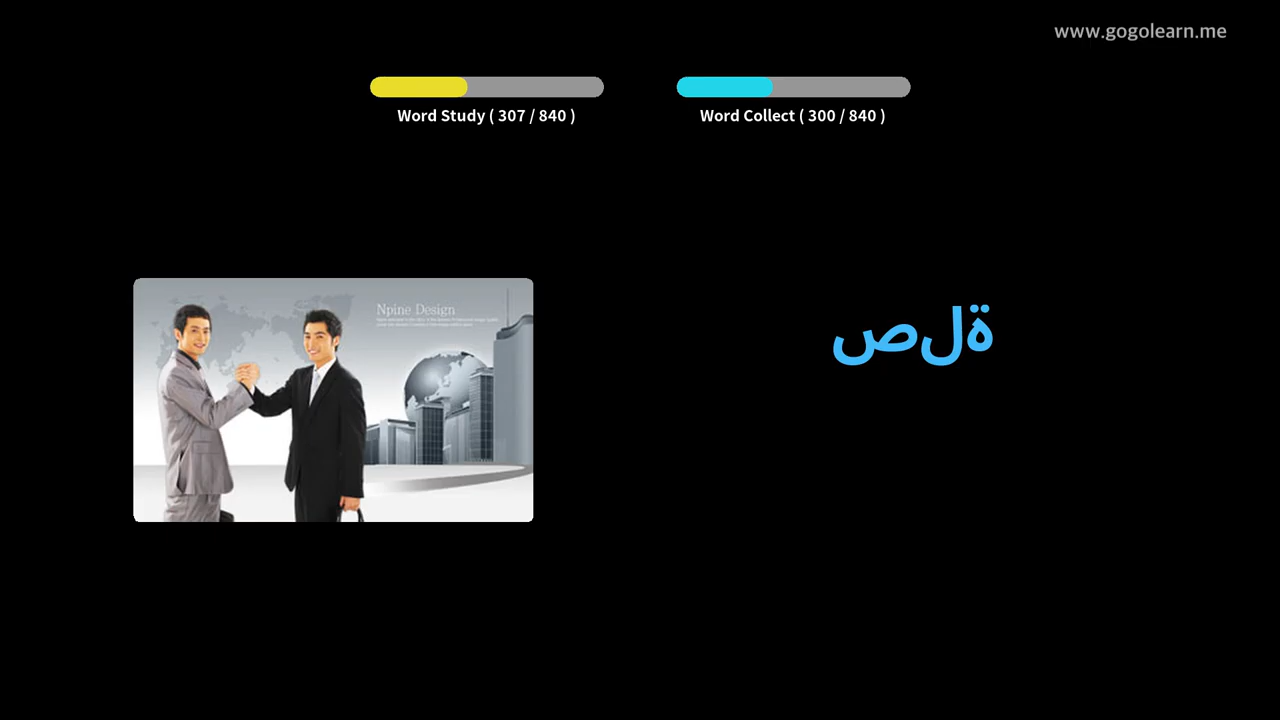 www.gogolearn.me
Word Study ( 307 / 840 )
Word Collect ( 300 / 840 )
Npine Design
صلة